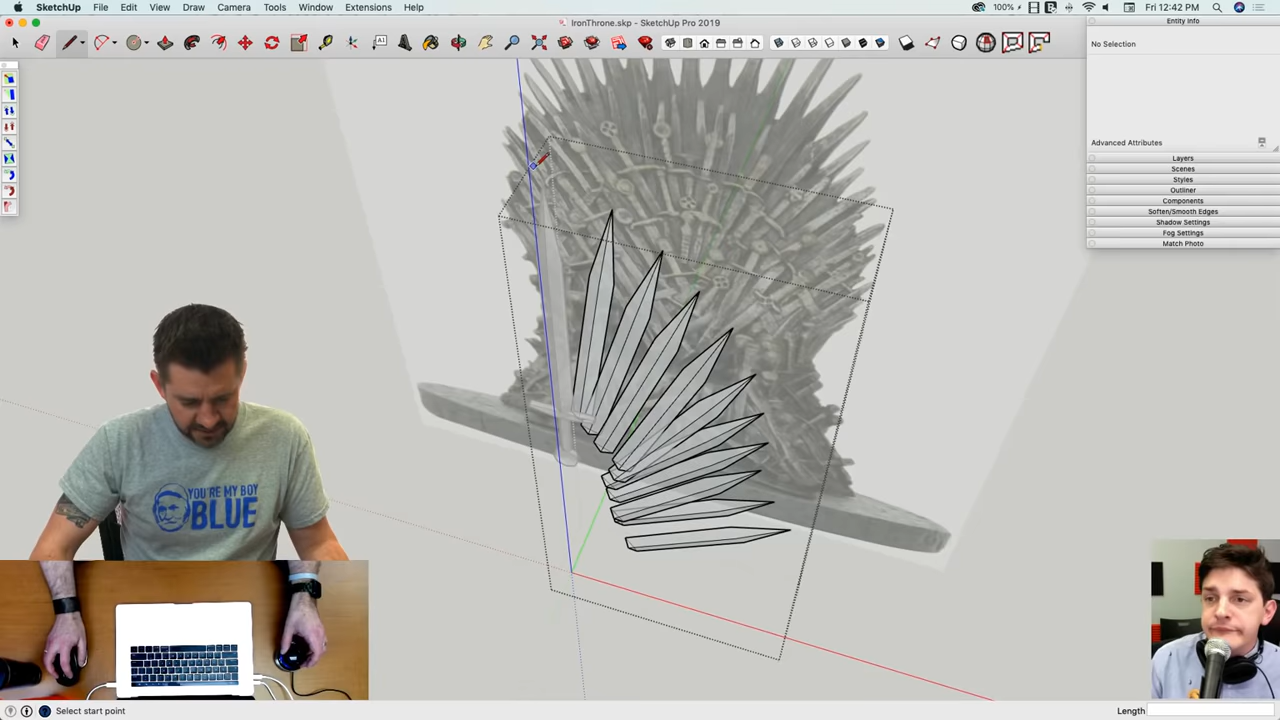 SketchUp File Edit View Draw Camera Tools Window Extensions Help
100% Fri 12:42 PM
IronThrone.skp - SketchUp Pro 2019
Entity Info
No Selection
Advanced Attributes
Layers
Scenes
Styles
Outliner
Components
Soften/Smooth Edges
Shadow Settings
Fog Settings
Match Photo
YOU'RE MY BOY
BLUE
Select start point
Length